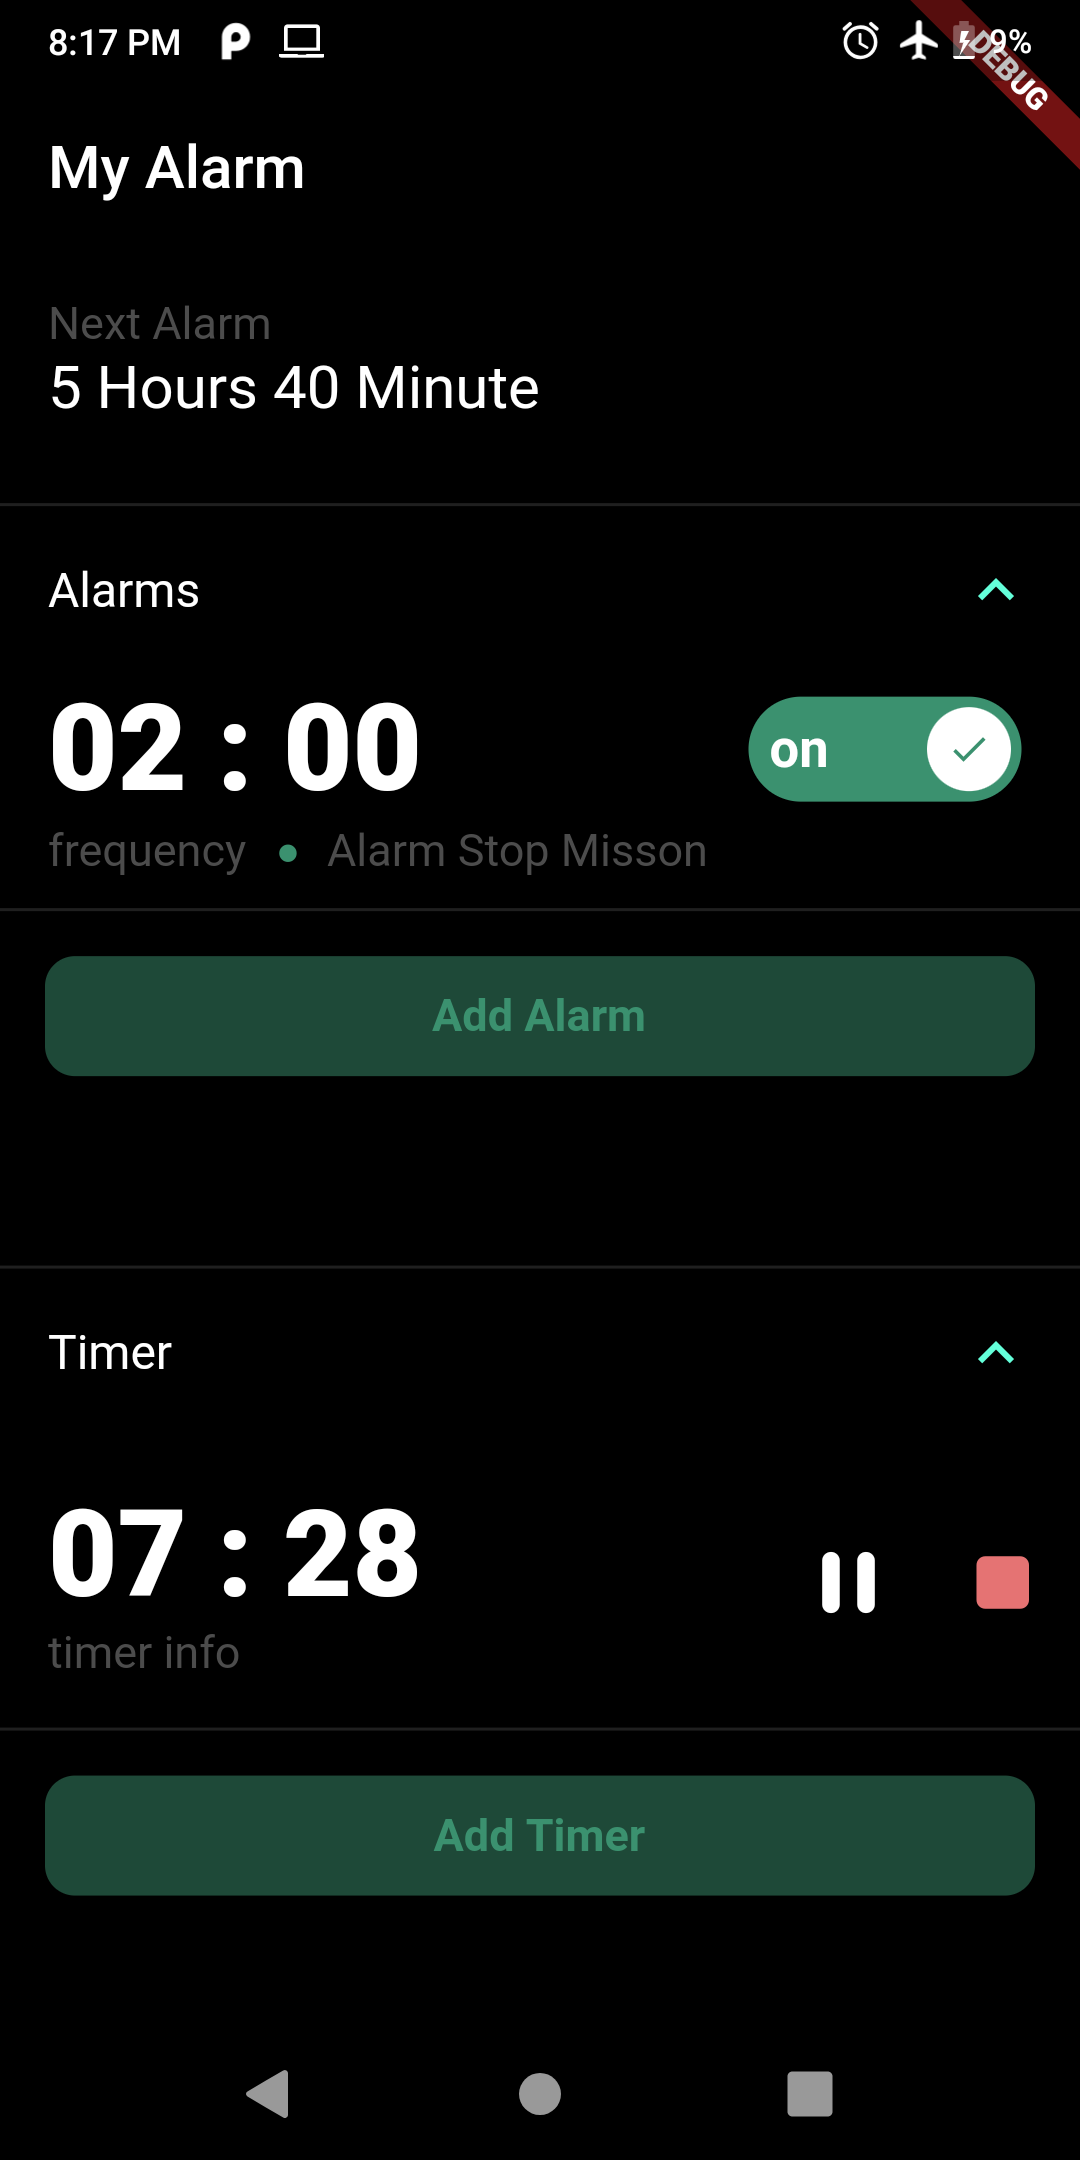 8:17 PM 9%
DEBUG
My Alarm
Next Alarm
5 Hours 40 Minute
Alarms
02 : 00 on
frequency • Alarm Stop Misson
Add Alarm
Timer
07 : 28
timer info
Add Timer